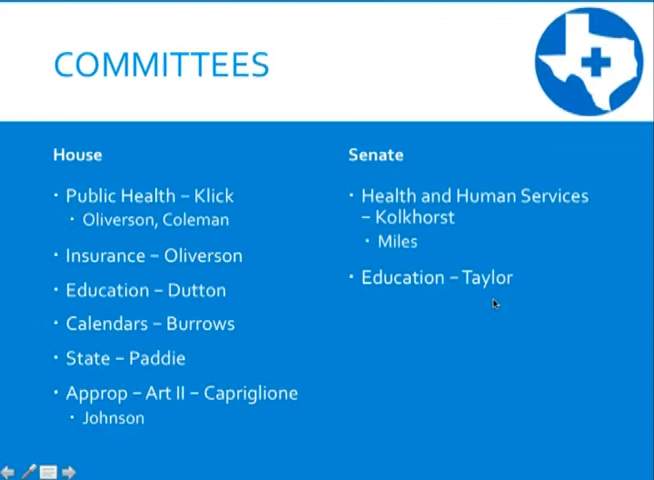 COMMITTEES
House
Public Health – Klick
Oliverson, Coleman
Insurance – Oliverson
Education – Dutton
Calendars – Burrows
State – Paddie
Approp – Art II – Capriglione
Johnson
Senate
Health and Human Services
– Kolkhorst
Miles
Education – Taylor